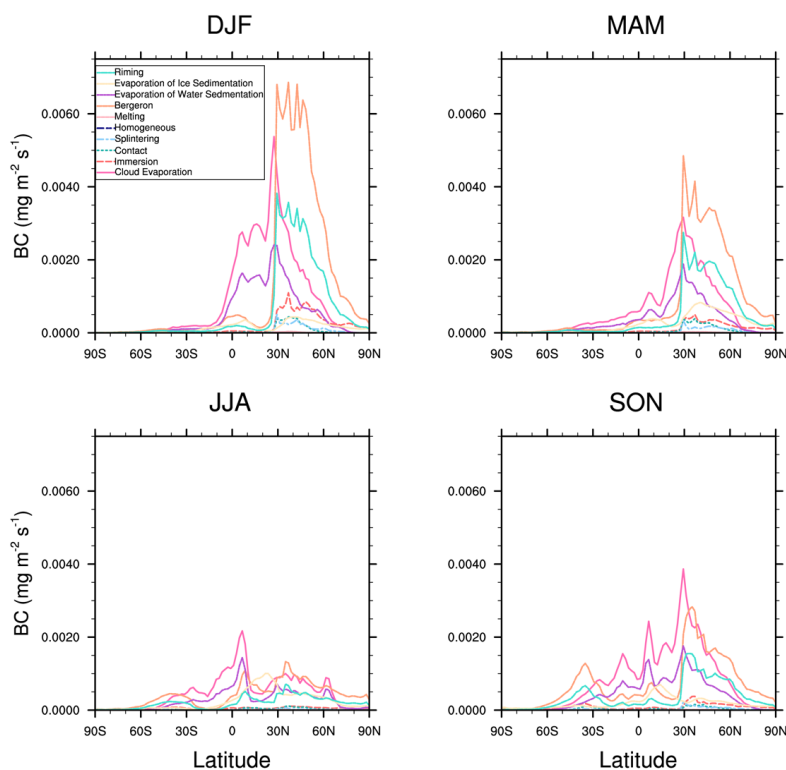 DJF
MAM
BC (mg m-2 s-1)
0.0060
0.0040
0.0020
0.0000
Riming
Evaporation of Ice Sedimentation
Evaporation of Water Sedimentation
Bergeron
Melting
Homogeneous
Splintering
Contact
Immersion
Cloud Evaporation
90S 60S 30S 0 30N 60N 90N
0.0060
0.0040
0.0020
0.0000
90S 60S 30S 0 30N 60N 90N
JJA
SON
BC (mg m-2 s-1)
0.0060
0.0040
0.0020
0.0000
90S 60S 30S 0 30N 60N 90N
Latitude
0.0060
0.0040
0.0020
0.0000
90S 60S 30S 0 30N 60N 90N
Latitude